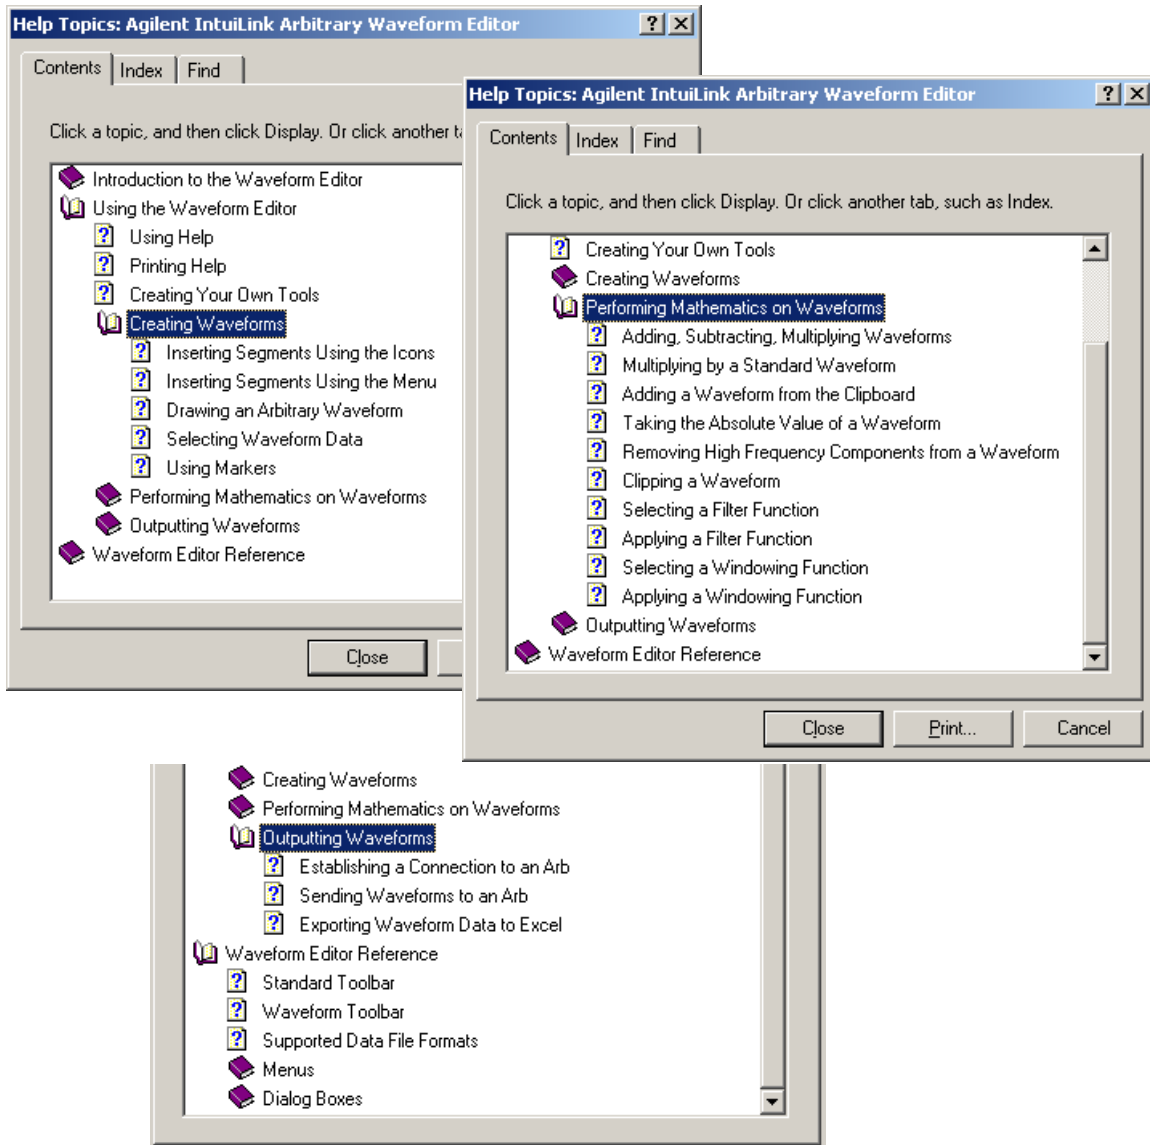 Help Topics: Agilent IntuiLink Arbitrary Waveform Editor
Contents Index Find
Click a topic, and then click Display. Or click another
Introduction to the Waveform Editor
Using the Waveform Editor
Using Help
Printing Help
Creating Your Own Tools
Creating Waveforms
Inserting Segments Using the Icons
Inserting Segments Using the Menu
Drawing an Arbitrary Waveform
Selecting Waveform Data
Using Markers
Performing Mathematics on Waveforms
Outputting Waveforms
Waveform Editor Reference
Close
Help Topics: Agilent IntuiLink Arbitrary Waveform Editor
Contents Index Find
Click a topic, and then click Display. Or click another tab, such as Index.
Creating Your Own Tools
Creating Waveforms
Performing Mathematics on Waveforms
Adding, Subtracting, Multiplying Waveforms
Multiplying by a Standard Waveform
Adding a Waveform from the Clipboard
Taking the Absolute Value of a Waveform
Removing High Frequency Components from a Waveform
Clipping a Waveform
Selecting a Filter Function
Applying a Filter Function
Selecting a Windowing Function
Applying a Windowing Function
Outputting Waveforms
Waveform Editor Reference
Close Print... Cancel
Creating Waveforms
Performing Mathematics on Waveforms
Outputting Waveforms
Establishing a Connection to an Arb
Sending Waveforms to an Arb
Exporting Waveform Data to Excel
Waveform Editor Reference
Standard Toolbar
Waveform Toolbar
Supported Data File Formats
Menus
Dialog Boxes